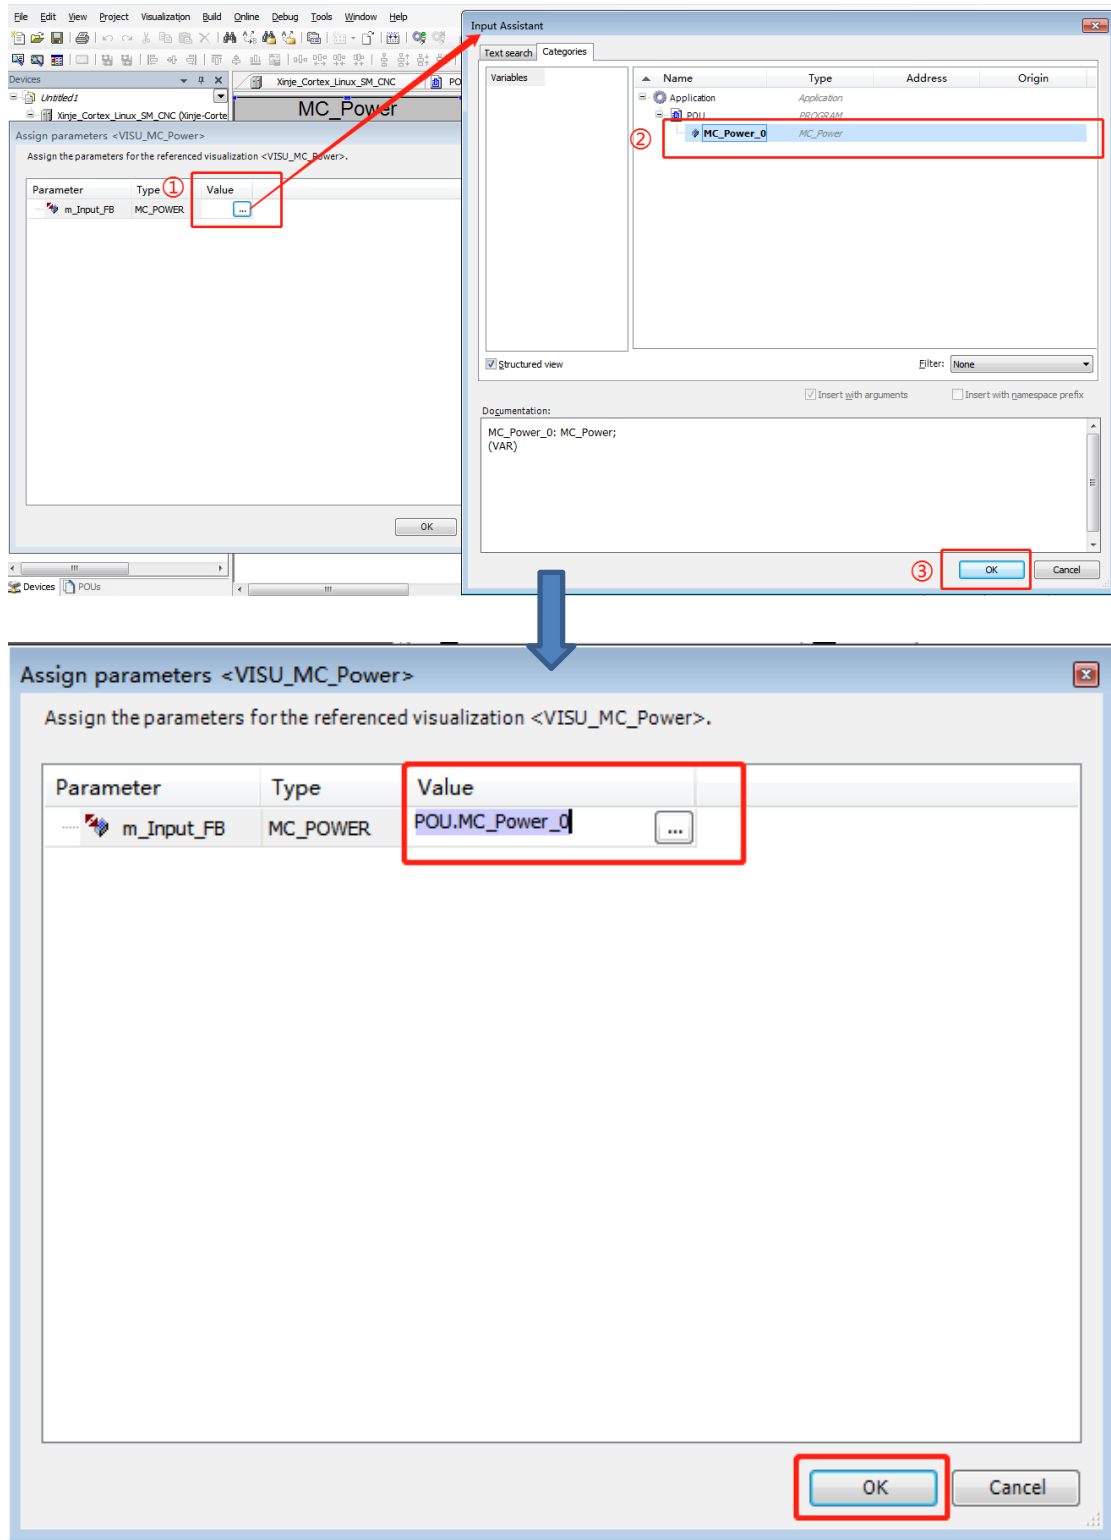 File Edit View Project Visualization Build Online Debug Tools Window Help
Input Assistant
Text search Categories
Devices
Xinje_Cortex_Linux_SM_CNC
PO
Variables
Name Type Address Origin
Untitled1
Application Application
Xinje_Cortex_Linux_SM_CNC (Xinje-Corte
MC_Power
POU PROGRAM
Assign parameters <VISU_MC_Power>
② MC_Power_0 MC_Power
Assign the parameters for the referenced visualization <VISU_MC_Power>.
Parameter Type ① Value
m_Input_FB MC_POWER ...
Structured view
Filter: None
Insert with arguments Insert with namespace prefix
Documentation:
MC_Power_0: MC_Power;
(VAR)
OK
③ OK Cancel
Devices POUs
Assign parameters <VISU_MC_Power>
Assign the parameters for the referenced visualization <VISU_MC_Power>.
Parameter Type Value
m_Input_FB MC_POWER POU.MC_Power_0 ...
OK Cancel